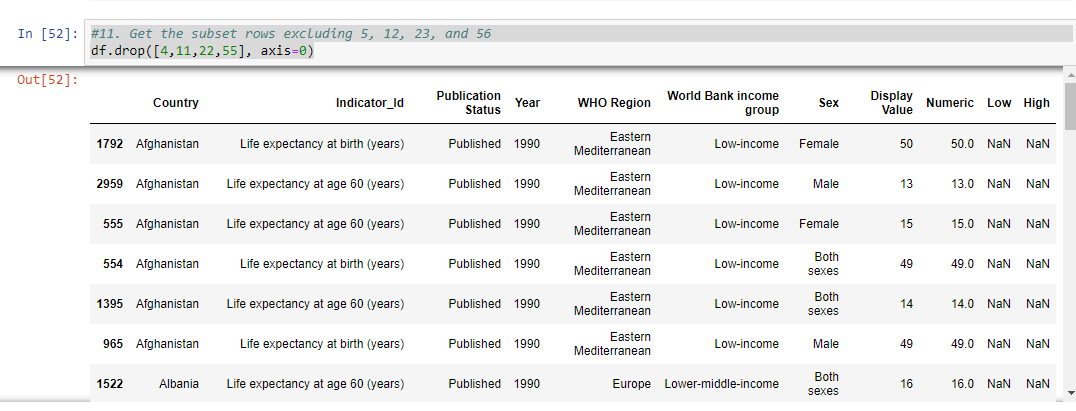 In [52]: #11. Get the subset rows excluding 5, 12, 23, and 56
df.drop([4,11,22,55], axis=0)
Out[52]:
Country Indicator_Id Publication Status Year WHO Region World Bank income group Sex Display Value Numeric Low High
1792 Afghanistan Life expectancy at birth (years) Published 1990 Eastern Mediterranean Low-income Female 50 50.0 NaN NaN
2959 Afghanistan Life expectancy at age 60 (years) Published 1990 Eastern Mediterranean Low-income Male 13 13.0 NaN NaN
555 Afghanistan Life expectancy at age 60 (years) Published 1990 Eastern Mediterranean Low-income Female 15 15.0 NaN NaN
554 Afghanistan Life expectancy at birth (years) Published 1990 Eastern Mediterranean Low-income Both sexes 49 49.0 NaN NaN
1395 Afghanistan Life expectancy at age 60 (years) Published 1990 Eastern Mediterranean Low-income Both sexes 14 14.0 NaN NaN
965 Afghanistan Life expectancy at birth (years) Published 1990 Eastern Mediterranean Low-income Male 49 49.0 NaN NaN
1522 Albania Life expectancy at age 60 (years) Published 1990 Europe Lower-middle-income Both sexes 16 16.0 NaN NaN